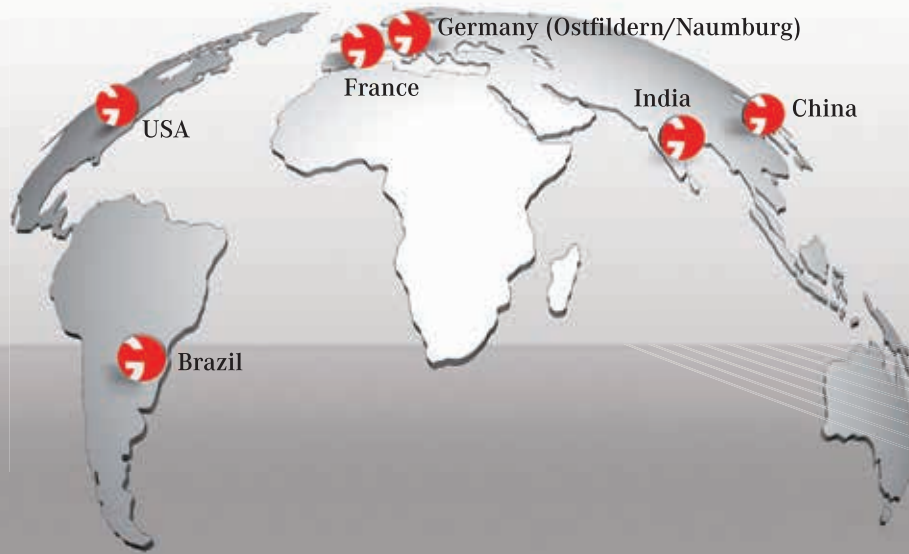 Germany (Ostfildern/Naumburg)
France
India
China
USA
Brazil